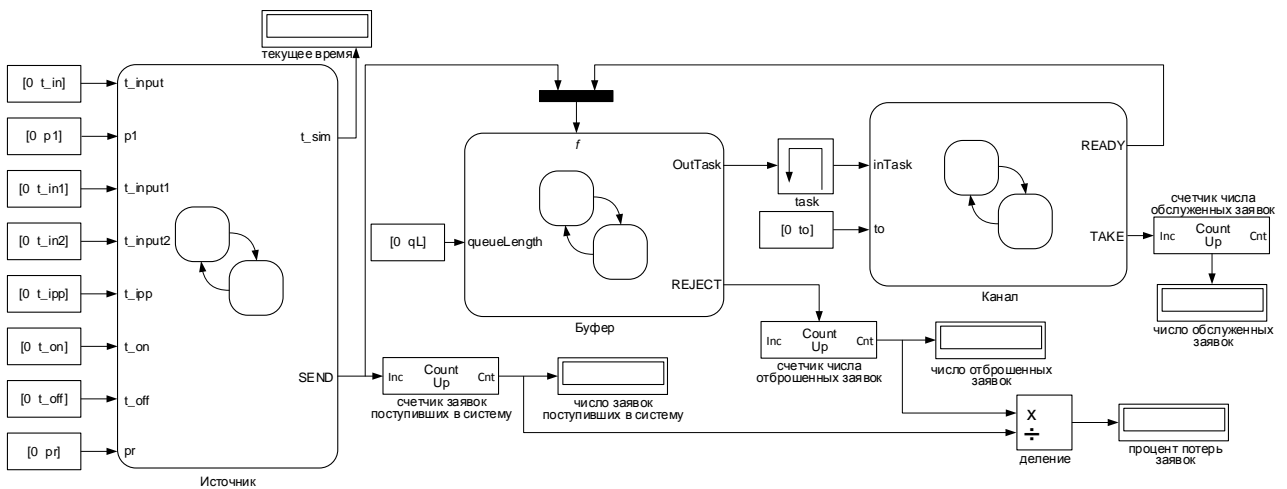 текущее время
[0 t_in]
[0 p1]
[0 t_in1]
[0 t_in2]
[0 t_ipp]
[0 t_on]
[0 t_off]
[0 pr]
t_input
p1
t_input1
t_input2
t_ipp
t_on
t_off
pr
t_sim
SEND
Источник
f
[0 qL]
queueLength
OutTask
REJECT
Буфер
task
[0 to]
inTask
to
READY
TAKE
Канал
счетчик числа
обслуженных заявок
Inc
Count
Up
Cnt
число обслуженных
заявок
Inc
Count
Up
Cnt
счетчик числа
отброшенных заявок
число отброшенных
заявок
Inc
Count
Up
Cnt
счетчик заявок
поступивших в систему
число заявок
поступивших в систему
x
÷
деление
процент потерь
заявок